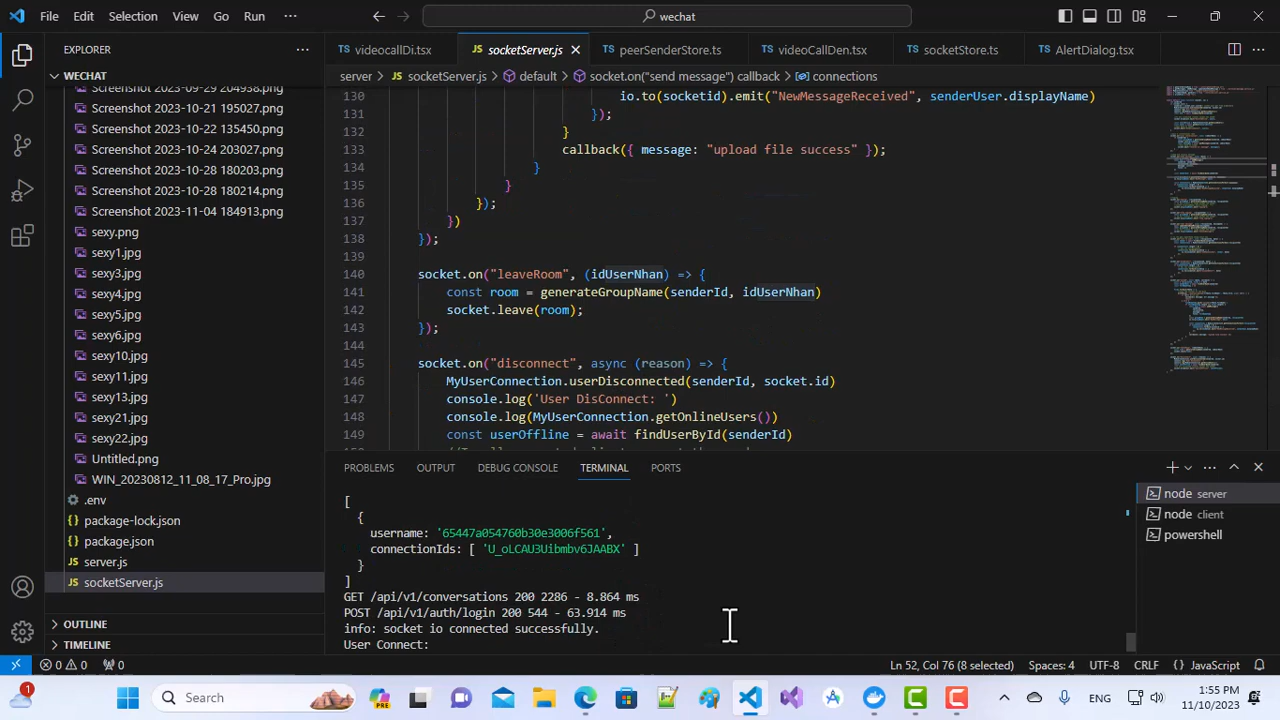 File Edit Selection View Go Run ··· wechat
EXPLORER
WECHAT
Screenshot 2023-09-29 204938.png
Screenshot 2023-10-21 195027.png
Screenshot 2023-10-22 135450.png
Screenshot 2023-10-24 203027.png
Screenshot 2023-10-28 180203.png
Screenshot 2023-10-28 180214.png
Screenshot 2023-11-04 184913.png
sexy.png
sexy1.jpg
sexy3.jpg
sexy4.jpg
sexy5.jpg
sexy6.jpg
sexy10.jpg
sexy11.jpg
sexy13.jpg
sexy21.jpg
sexy22.jpg
Untitled.png
WIN_20230812_11_08_17_Pro.jpg
.env
package-lock.json
package.json
server.js
socketServer.js
OUTLINE
TIMELINE
videocallDi.tsx socketServer.js peerSenderStore.ts videoCallDen.tsx socketStore.ts AlertDialog.tsx
server > socketServer.js > default > socket.on("send message") callback > connections
130 io.to(socketid).emit("NewMessageReceived", senderUser.displayName)
131 });
132 }
133 callback({ message: "upload file success" });
134 }
135 }
136 });
137 })
138 });
139
140 socket.on("leaveRoom", (idUserNhan) => {
141 const room = generateGroupName(senderId, idUserNhan)
142 socket.leave(room);
143 });
144
145 socket.on("disconnect", async (reason) => {
146 MyUserConnection.userDisconnected(senderId, socket.id)
147 console.log('User DisConnect: ')
148 console.log(MyUserConnection.getOnlineUsers())
149 const userOffline = await findUserById(senderId)
PROBLEMS OUTPUT DEBUG CONSOLE TERMINAL PORTS
[
{
username: '65447a054760b30e3006f561',
connectionIds: [ 'U_oLCAU3Uibmbv6JAABX' ]
}
]
GET /api/v1/conversations 200 2286 - 8.864 ms
POST /api/v1/auth/login 200 544 - 63.914 ms
info: socket io connected successfully.
User Connect:
node server
node client
powershell
0 0 0 Ln 52, Col 76 (8 selected) Spaces: 4 UTF-8 CRLF JavaScript
1 Search PRE ENG 1:55 PM
11/10/2023